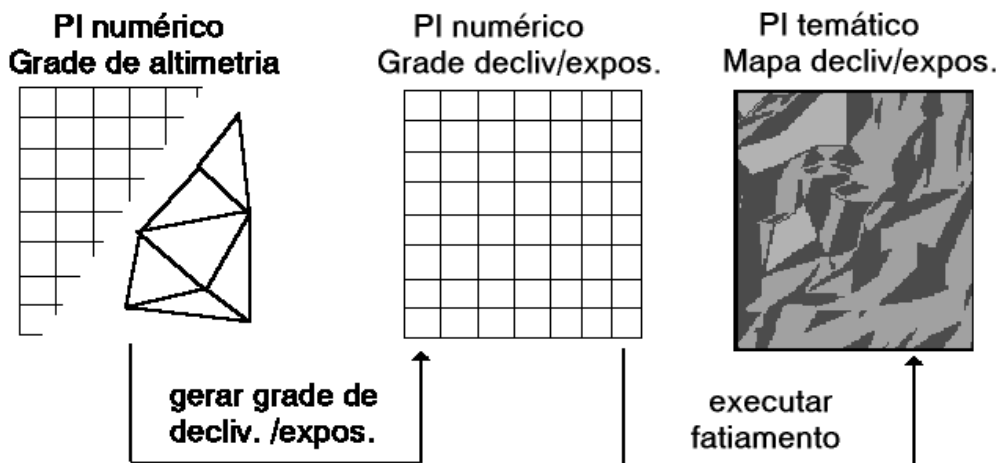 PI numérico
Grade de altimetria
PI numérico
Grade decliv/expos.
PI temático
Mapa decliv/expos.
gerar grade de
decliv. /expos.
executar
fatiamento